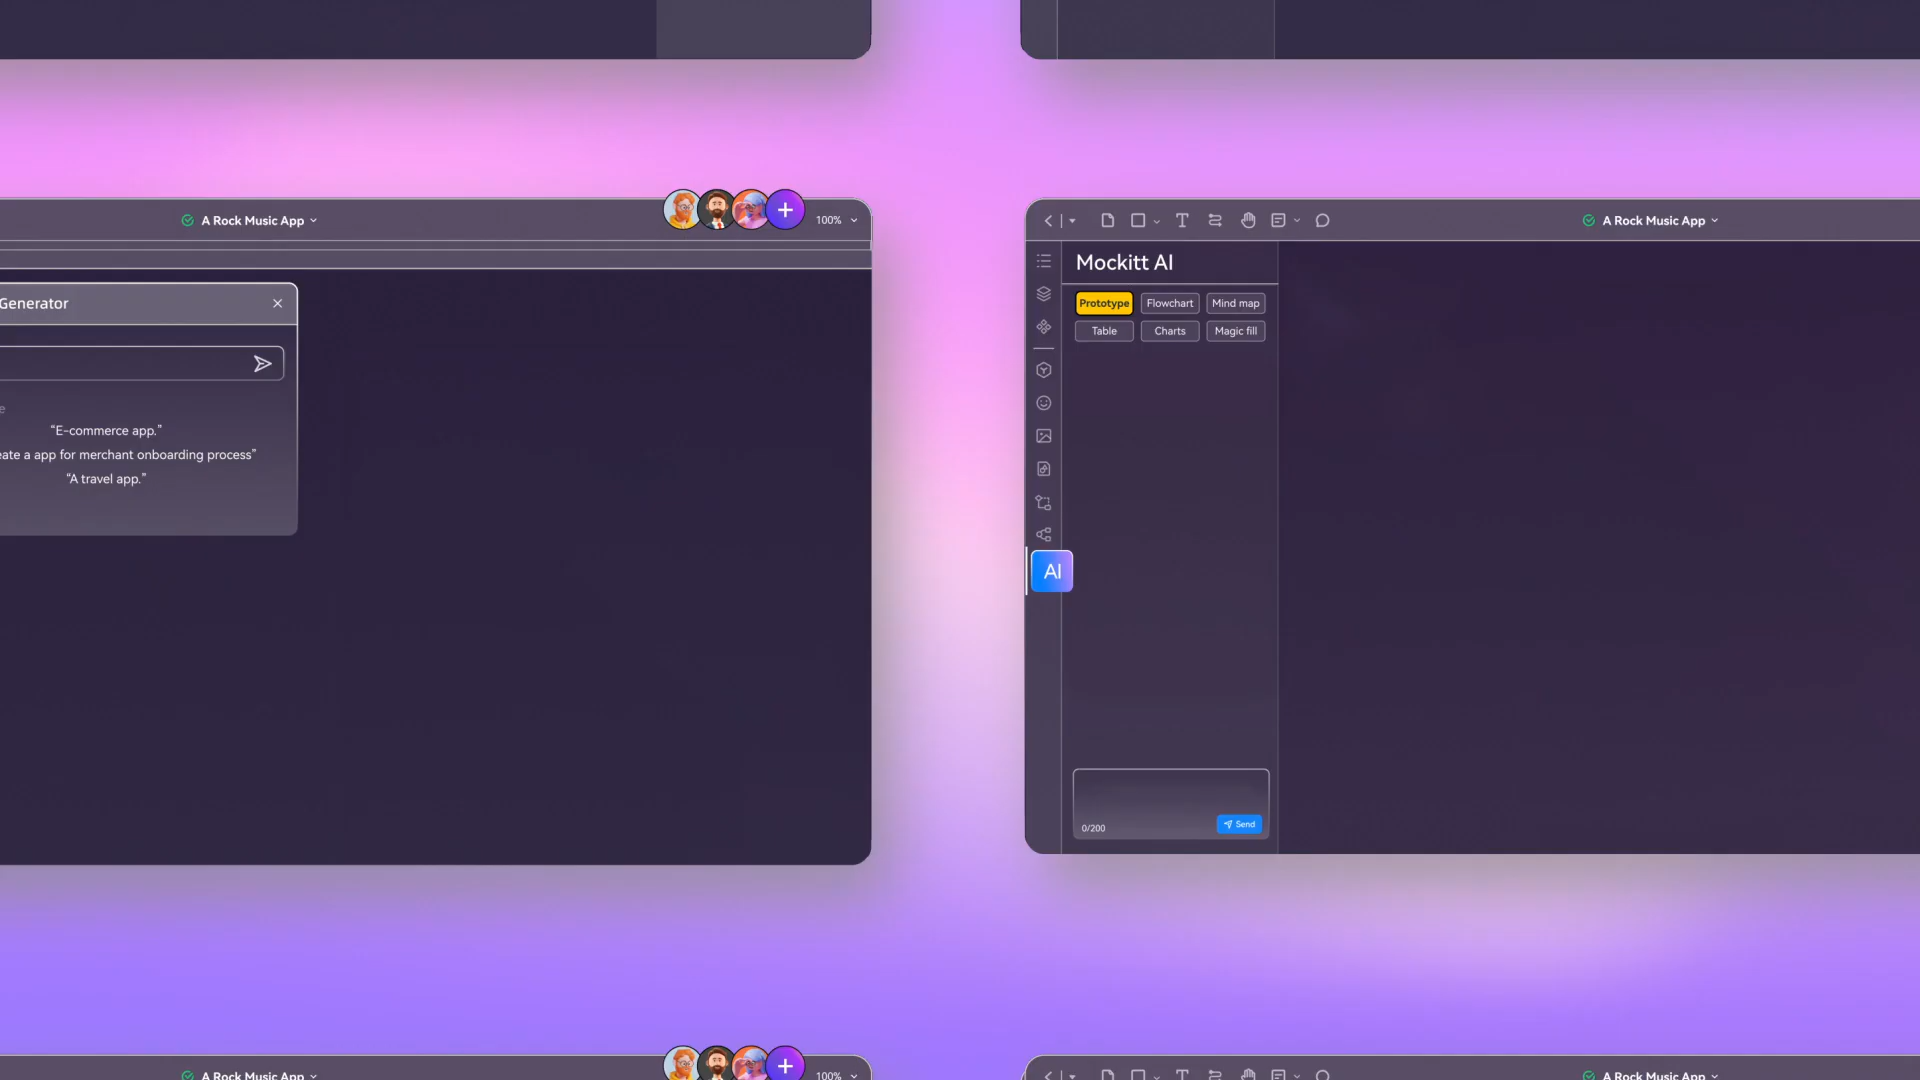 A Rock Music App
100%
Generator
"E-commerce app."
a app for merchant onboarding process"
"A travel app."
A Rock Music App
Mockitt AI
Prototype
Flowchart
Mind map
Table
Charts
Magic fill
AI
0/200
Send
A Rock Music App
100%
A Rock Music App